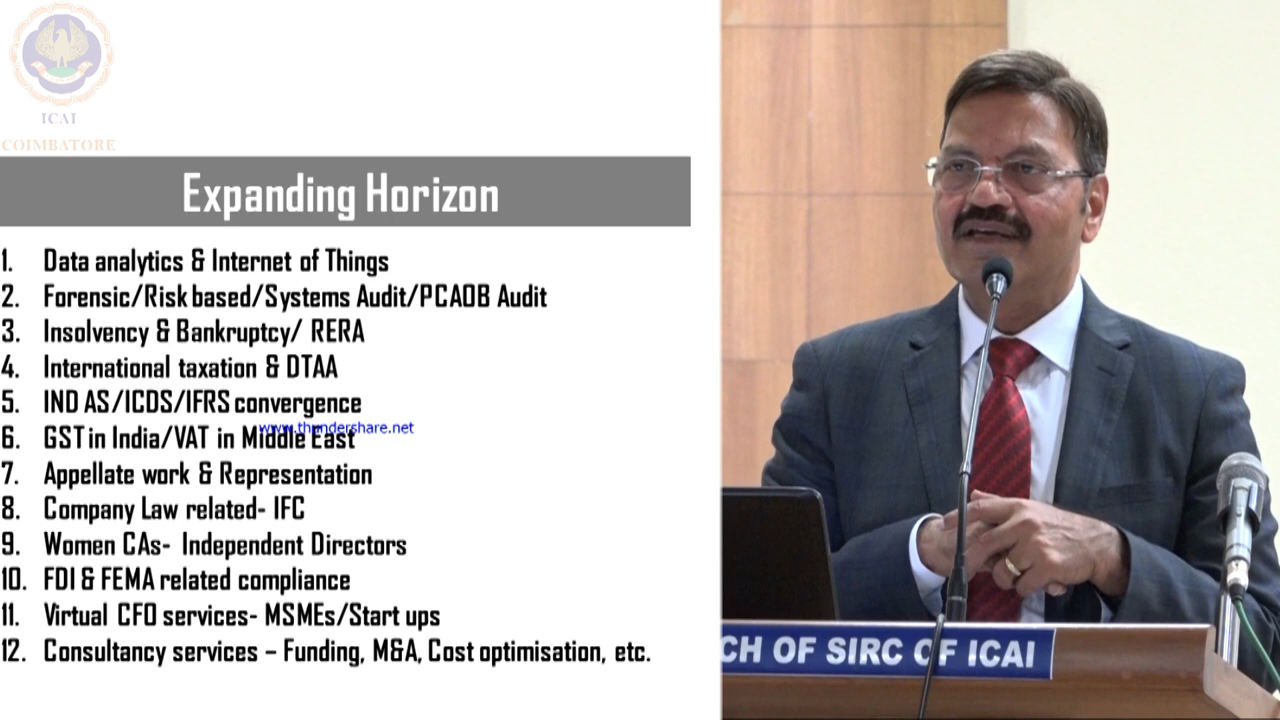 ICAI
COIMBATORE
Expanding Horizon
1. Data analytics & Internet of Things
2. Forensic/Risk based/Systems Audit/PCAOB Audit
3. Insolvency & Bankruptcy/ RERA
4. International taxation & DTAA
5. IND AS/ICDS/IFRS convergence
www.thundershare.net
6. GST in India/VAT in Middle East
7. Appellate work & Representation
8. Company Law related- IFC
9. Women CAs- Independent Directors
10. FDI & FEMA related compliance
11. Virtual CFO services- MSMEs/Start ups
12. Consultancy services – Funding, M&A, Cost optimisation, etc.
CH OF SIRC OF ICAI